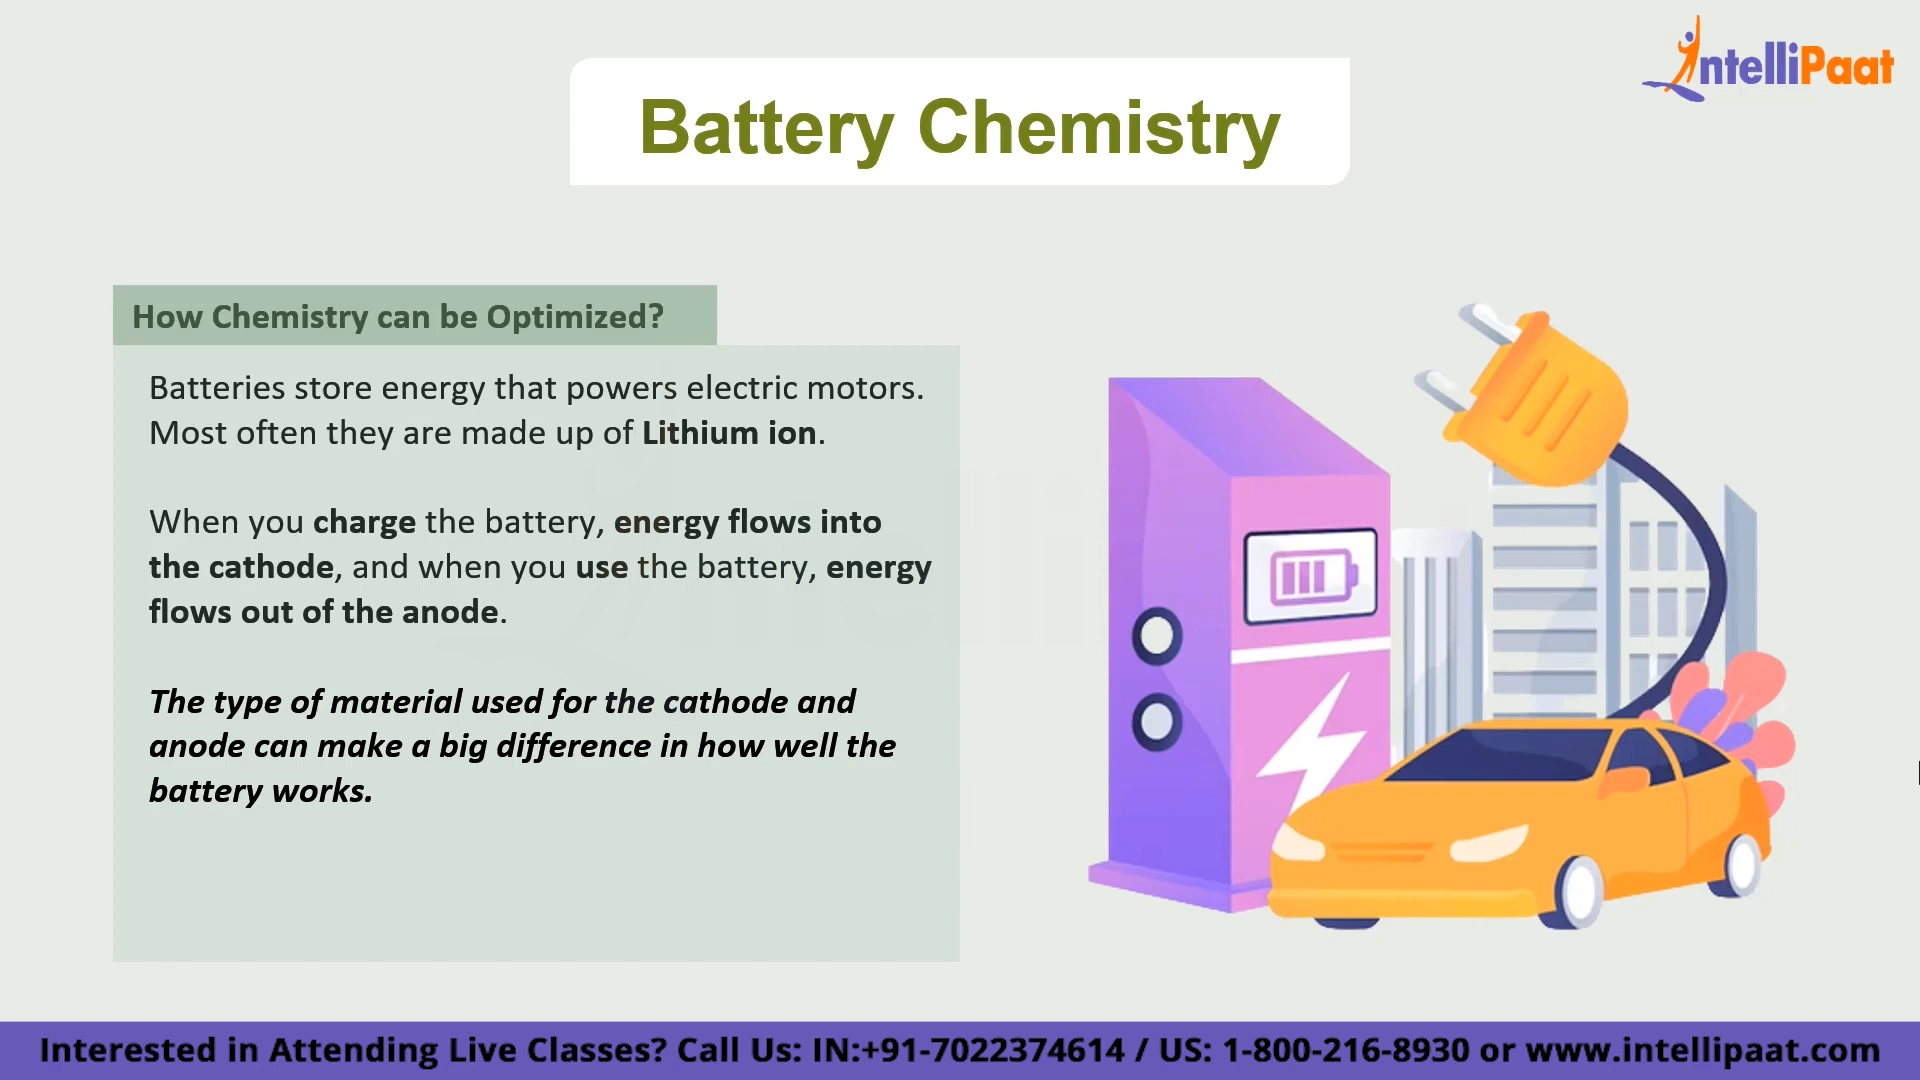 IntelliPaat
Battery Chemistry
How Chemistry can be Optimized?
Batteries store energy that powers electric motors.
Most often they are made up of Lithium ion.
When you charge the battery, energy flows into
the cathode, and when you use the battery, energy
flows out of the anode.
The type of material used for the cathode and
anode can make a big difference in how well the
battery works.
Interested in Attending Live Classes? Call Us: IN:+91-7022374614 / US: 1-800-216-8930 or www.intellipaat.com